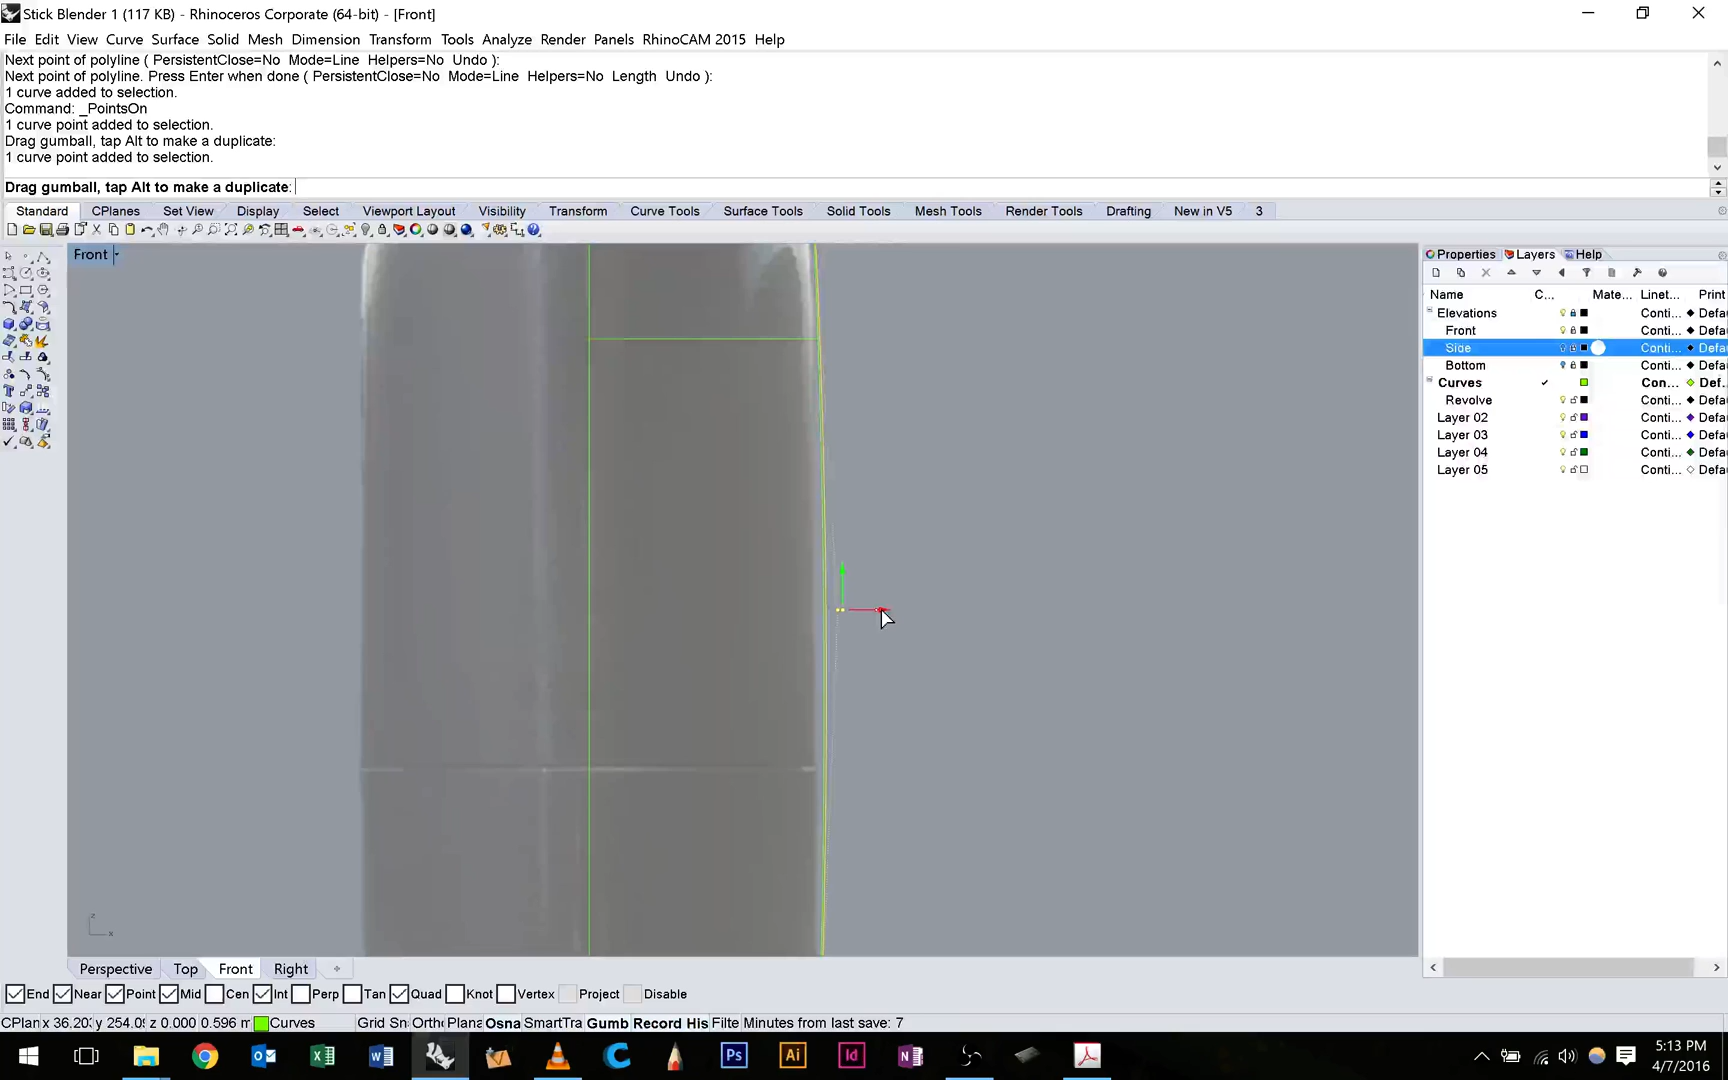 Stick Blender 1 (117 KB) - Rhinoceros Corporate (64-bit) - [Front]
File Edit View Curve Surface Solid Mesh Dimension Transform Tools Analyze Render Panels RhinoCAM 2015 Help
Next point of polyline ( PersistentClose=No Mode=Line Helpers=No Undo ):
Next point of polyline. Press Enter when done ( PersistentClose=No Mode=Line Helpers=No Length Undo ):
1 curve added to selection.
Command: _PointsOn
1 curve point added to selection.
Drag gumball, tap Alt to make a duplicate:
1 curve point added to selection.
Drag gumball, tap Alt to make a duplicate:
Standard CPlanes Set View Display Select Viewport Layout Visibility Transform Curve Tools Surface Tools Solid Tools Mesh Tools Render Tools Drafting New in V5 3
Front
Properties Layers Help
Name C... Mate... Linet... Print
Elevations Conti... Defa
Front Conti... Defa
Side Conti... Defa
Bottom Conti... Defa
Curves Con... Def...
Revolve Conti... Defa
Layer 02 Conti... Defa
Layer 03 Conti... Defa
Layer 04 Conti... Defa
Layer 05 Conti... Defa
z
x
Perspective Top Front Right
End Near Point Mid Cen Int Perp Tan Quad Knot Vertex Project Disable
CPlan x 36.203 y 254.09 z 0.000 0.596 m Curves Grid Sn Ortho Plana Osna SmartTra Gumb Record His Filte Minutes from last save: 7
Ps Ai Id
5:13 PM
4/7/2016